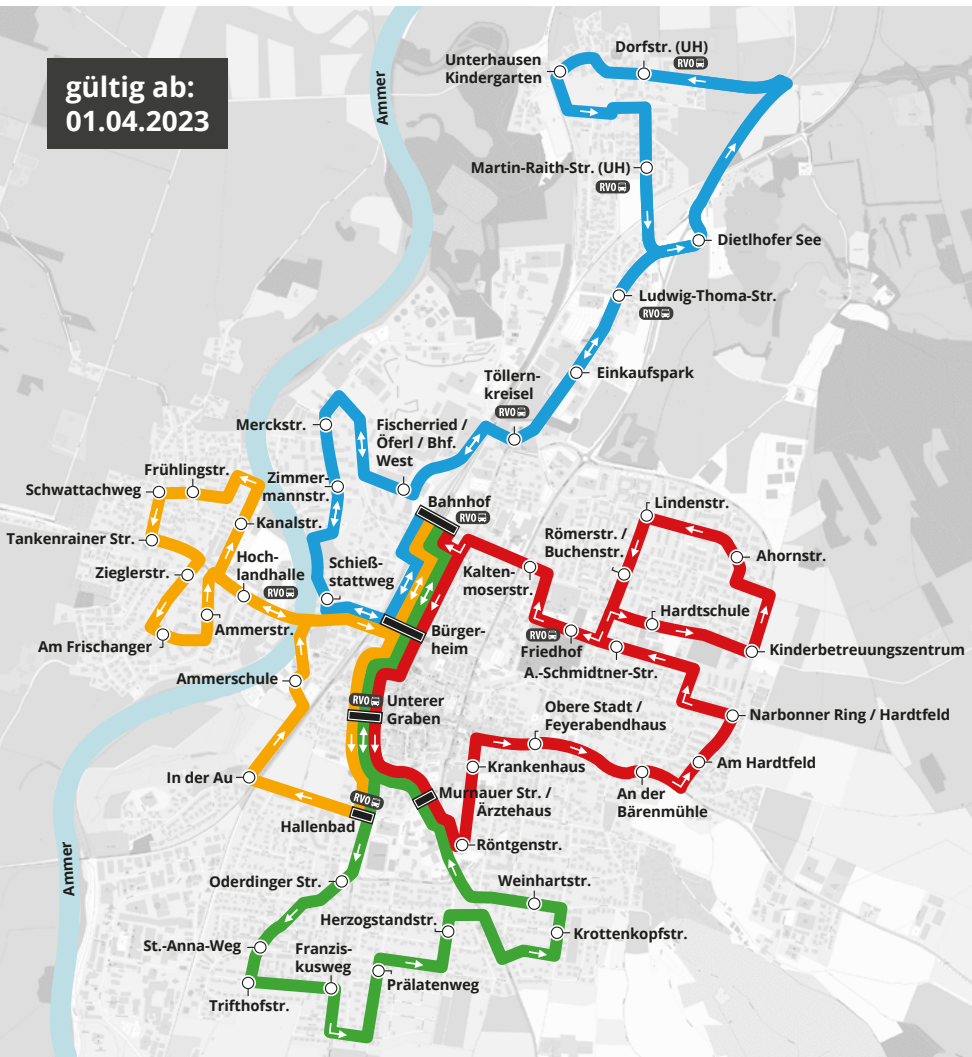 gültig ab:
01.04.2023
Ammer
Unterhausen
Kindergarten
Dorfstr. (UH)
RVO
Martin-Raith-Str. (UH)
RVO
Dietlhofer See
Ludwig-Thoma-Str.
RVO
Einkaufspark
Töllern-
kreisel
RVO
Merckstr.
Fischerried /
Öferl / Bhf.
West
Zimmer-
mannstr.
Frühlingstr.
Schwattachweg
Kanalstr.
Tankenrainer Str.
Zieglerstr.
Hoch-
landhalle
RVO
Schieß-
stattweg
Bahnhof
RVO
Lindenstr.
Römerstr. /
Buchenstr.
Ahornstr.
Kalten-
moserstr.
Hardtschule
Am Frischanger
Ammerstr.
Bürger-
heim
RVO
Friedhof
A.-Schmidtner-Str.
Kinderbetreuungszentrum
Ammerschule
RVO
Unterer
Graben
Obere Stadt /
Feyerabendhaus
Narbonner Ring / Hardtfeld
Krankenhaus
Am Hardtfeld
In der Au
RVO
Hallenbad
Murnauer Str. /
Ärztehaus
An der
Bärenmühle
Röntgenstr.
Ammer
Oderdinger Str.
Weinhartstr.
Herzogstandstr.
Krottenkopfstr.
St.-Anna-Weg
Franzis-
kusweg
Prälatenweg
Trifthofstr.